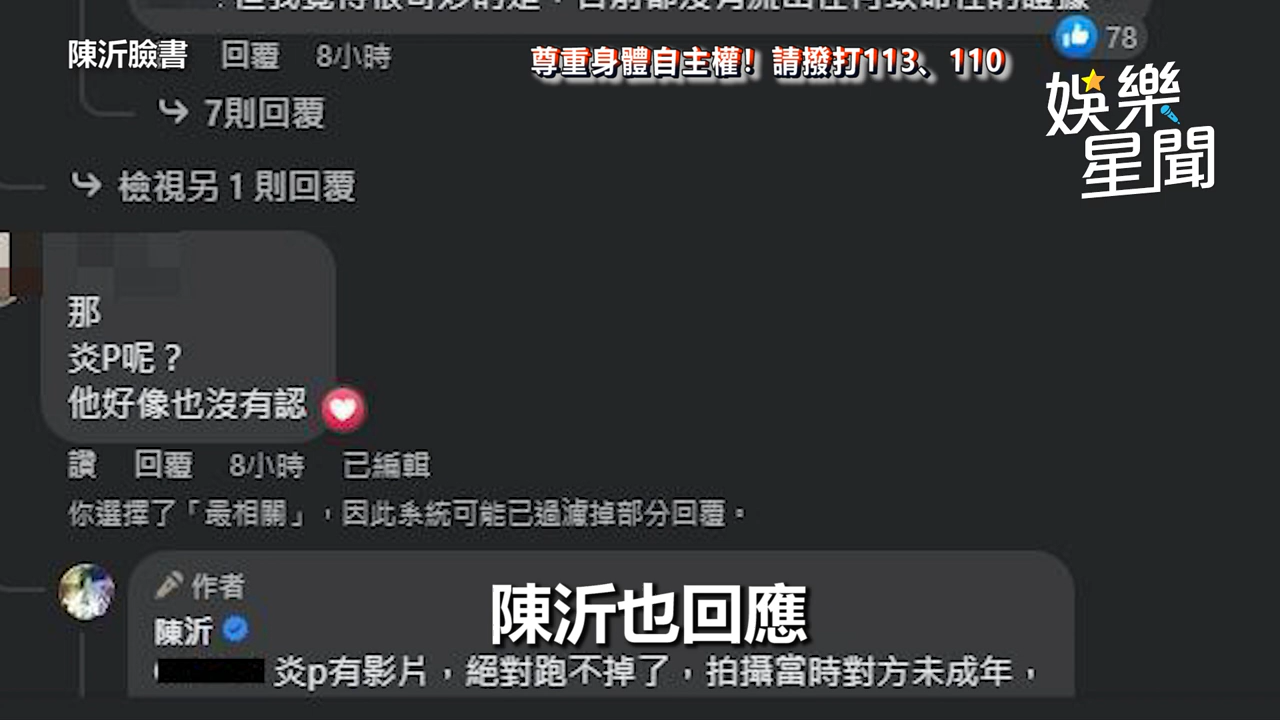 陳沂臉書
回覆 8小時
尊重身體自主權！請撥打113、110
78
娛樂星聞
7則回覆
檢視另 1 則回覆
那
炎P呢？
他好像也沒有認
讚 回覆 8小時 已編輯
你選擇了「最相關」，因此系統可能已過濾掉部分回覆。
作者
陳沂
陳沂也回應
炎p有影片，絕對跑不掉了，拍攝當時對方未成年，